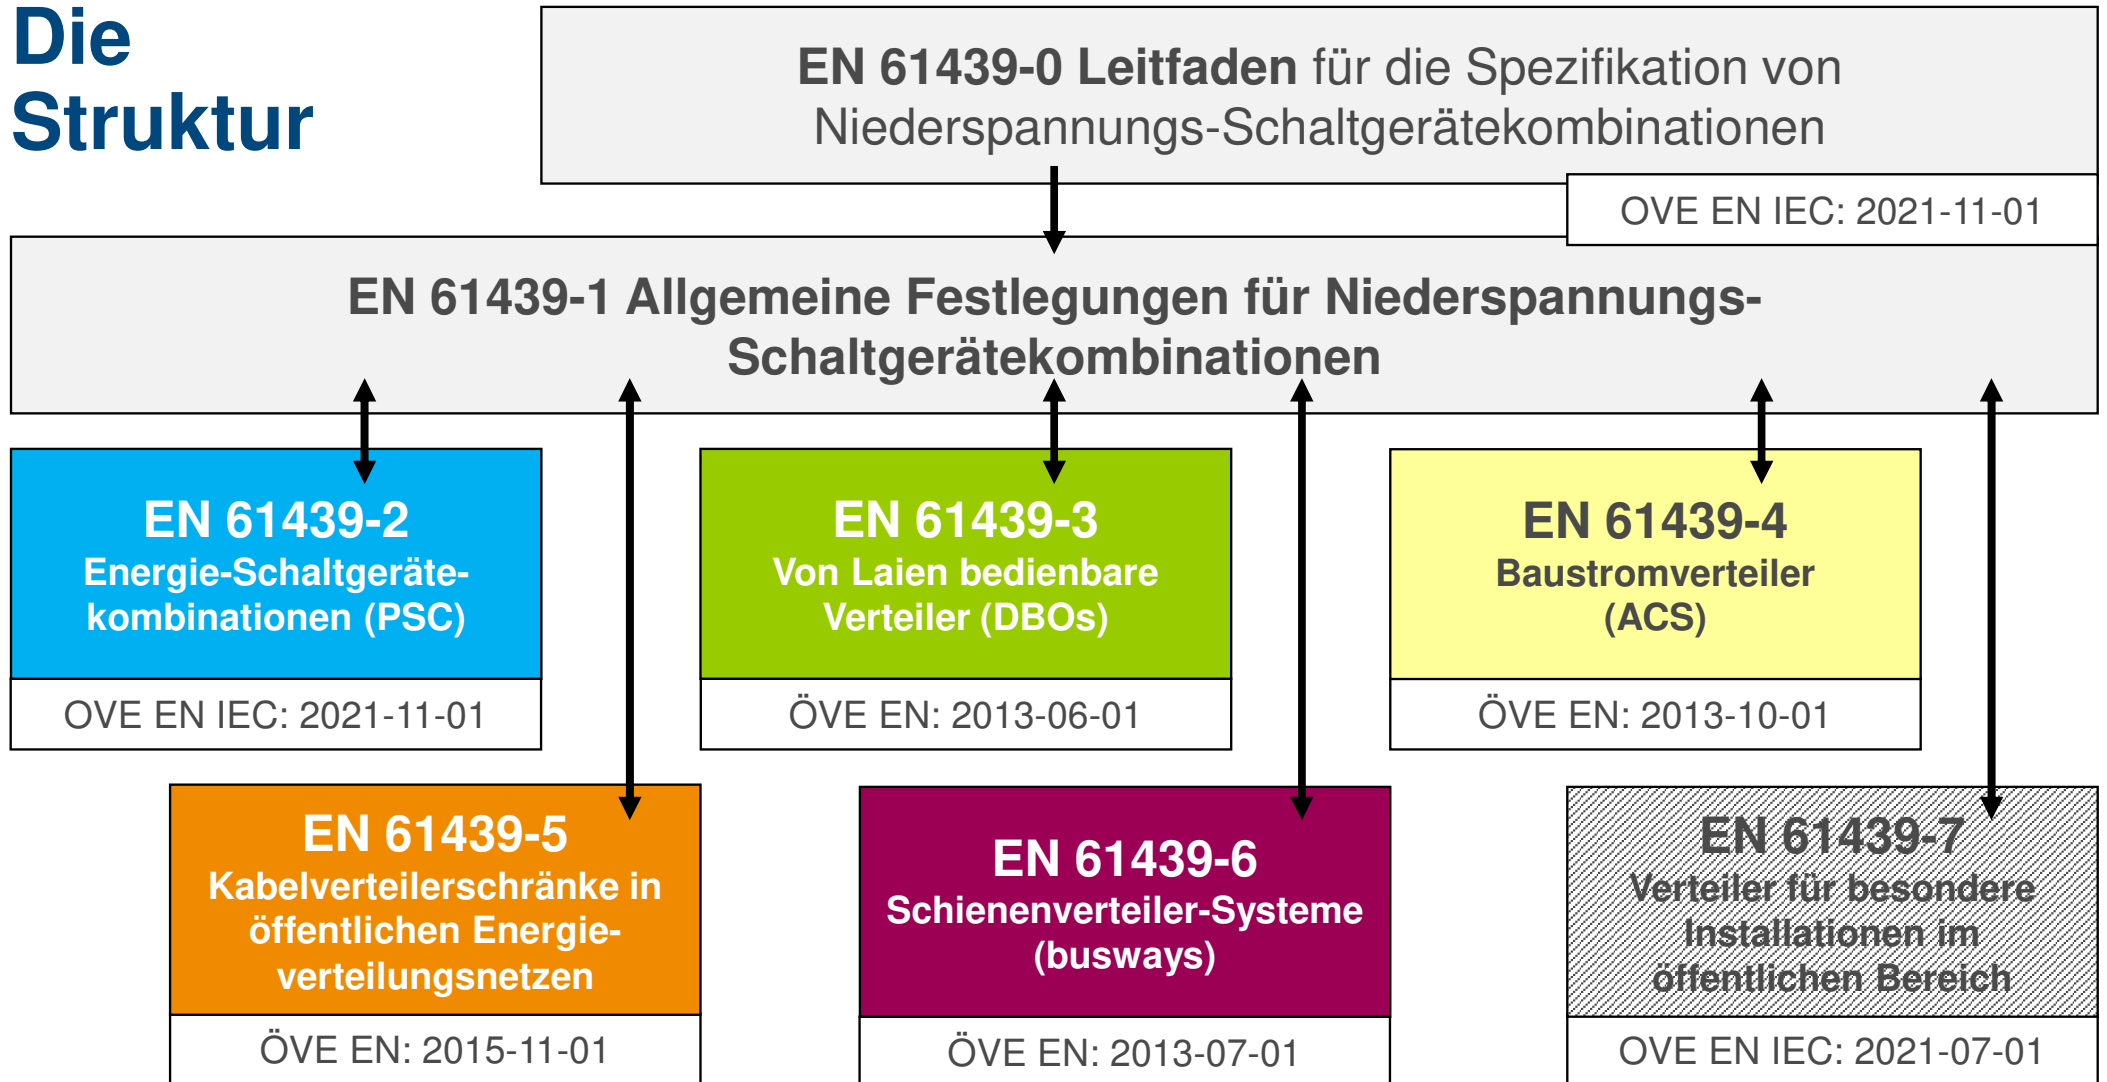 Die
Struktur
EN 61439-0 Leitfaden für die Spezifikation von
Niederspannungs-Schaltgerätekombinationen
OVE EN IEC: 2021-11-01
EN 61439-1 Allgemeine Festlegungen für Niederspannungs-
Schaltgerätekombinationen
EN 61439-2
Energie-Schaltgeräte-
kombinationen (PSC)
OVE EN IEC: 2021-11-01
EN 61439-3
Von Laien bedienbare
Verteiler (DBOs)
ÖVE EN: 2013-06-01
EN 61439-4
Baustromverteiler
(ACS)
ÖVE EN: 2013-10-01
EN 61439-5
Kabelverteilerschränke in
öffentlichen Energie-
verteilungsnetzen
ÖVE EN: 2015-11-01
EN 61439-6
Schienenverteiler-Systeme
(busways)
ÖVE EN: 2013-07-01
EN 61439-7
Verteiler für besondere
Installationen im
öffentlichen Bereich
OVE EN IEC: 2021-07-01